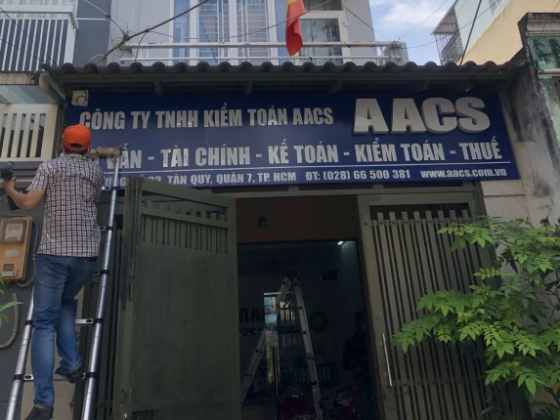 CÔNG TY TNHH KIỂM TOÁN AACS
AACS
VẤN - TÀI CHÍNH - KẾ TOÁN - KIỂM TOÁN - THUẾ
TÂN QUY, QUẬN 7, TP. HCM ĐT: (028) 66 500 381 www.aacs.com.vn